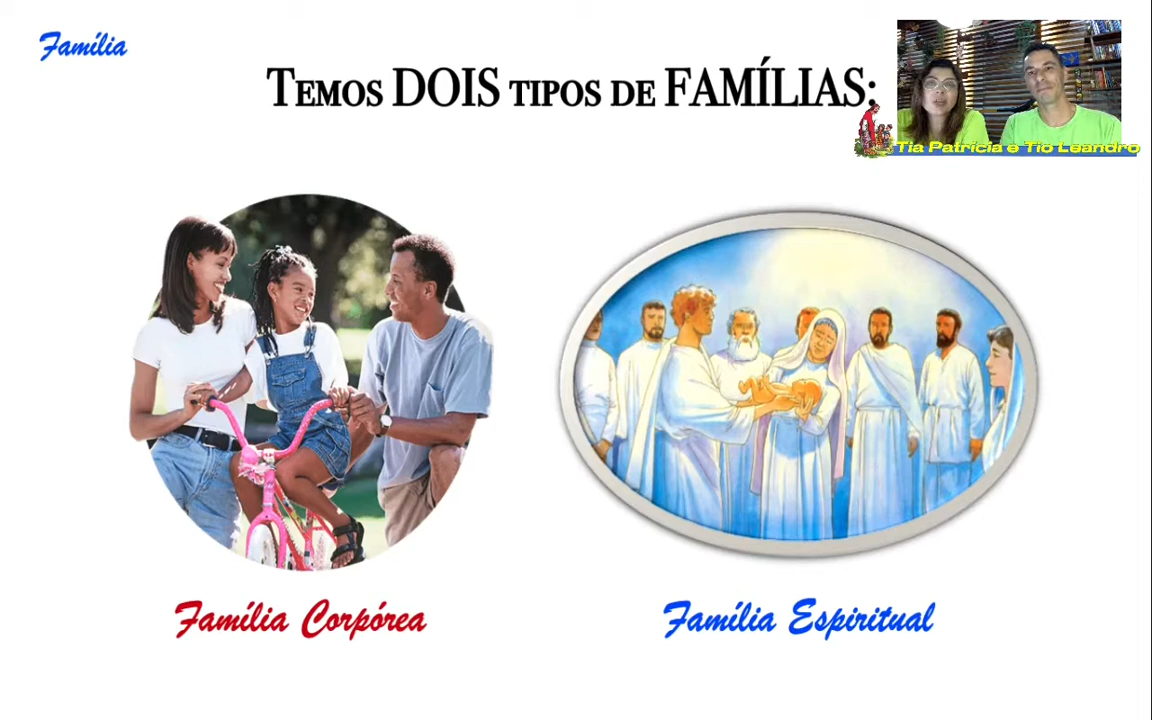 Família
TEMOS DOIS TIPOS DE FAMÍLIAS:
Tia Patrícia e Tio Leandro
Família Corpórea
Família Espiritual